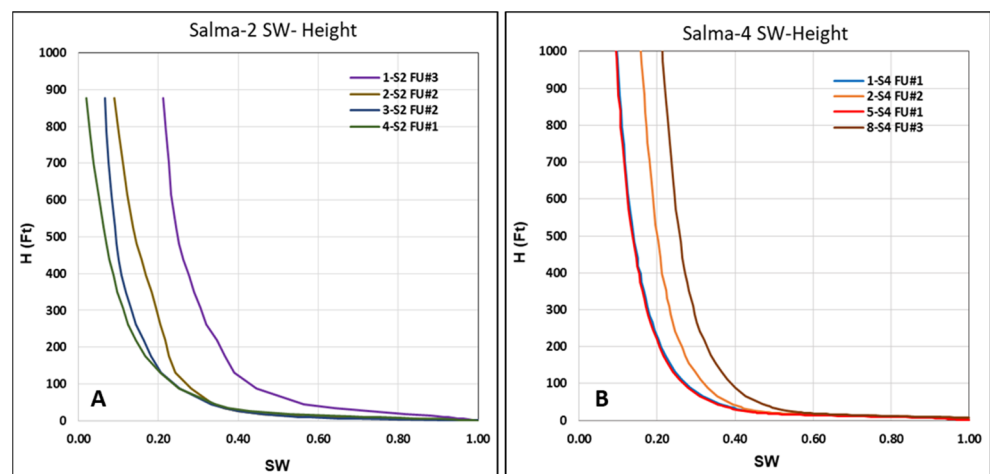 Salma-2 SW- Height
1000
900
800
700
600
500
400
300
200
100
0
H (Ft)
1-S2 FU#3
2-S2 FU#2
3-S2 FU#2
4-S2 FU#1
A
0.00 0.20 0.40 0.60 0.80 1.00
SW
Salma-4 SW-Height
1000
900
800
700
600
500
400
300
200
100
0
H (Ft)
1-S4 FU#1
2-S4 FU#2
5-S4 FU#1
8-S4 FU#3
B
0.00 0.20 0.40 0.60 0.80 1.00
SW